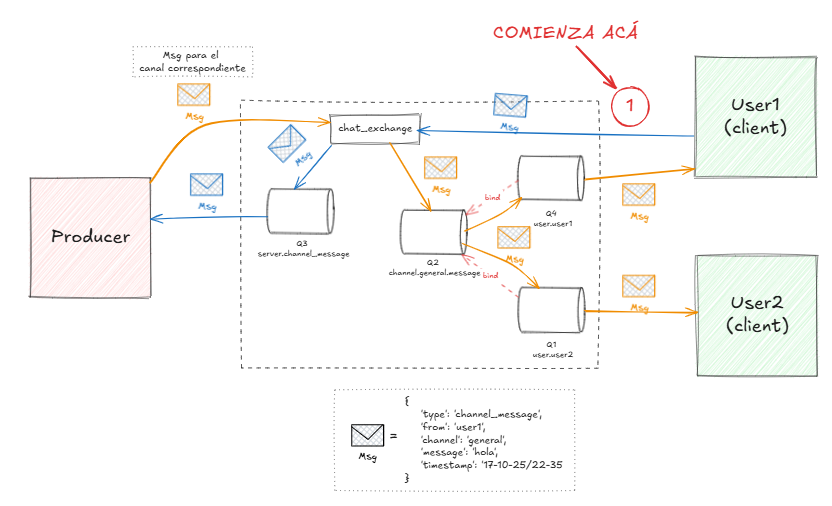 COMIENZA ACÁ
1
Msg para el
canal correspondiente
Msg
Msg
chat_exchange
User1
(client)
Msg
Msg
Msg
Producer
Q3
server.channel_message
bind
Q4
user.user1
Msg
Q2
channel.general.message
Msg
bind
Q1
user.user2
Msg
User2
(client)
{
'type': 'channel_message',
'from': 'user1',
'channel': 'general',
'message': 'hola',
'timestamp': '17-10-25/22-35
}
=
Msg